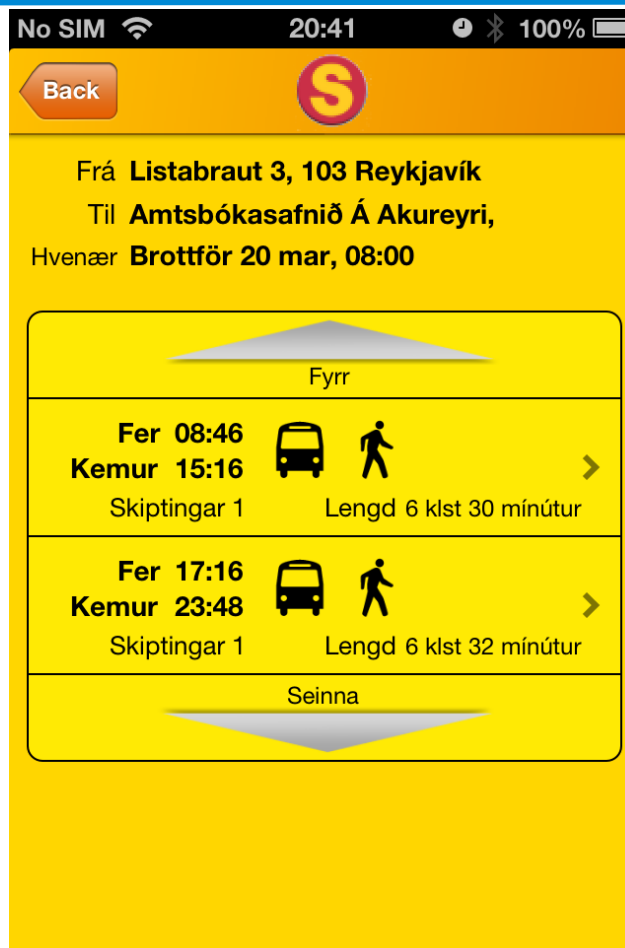 No SIM 20:41 100%
Back S
Frá Listabraut 3, 103 Reykjavík
Til Amtsbókasafnið Á Akureyri,
Hvenær Brottför 20 mar, 08:00
Fyrr
Fer 08:46
Kemur 15:16
Skiptingar 1 Lengd 6 klst 30 mínútur
Fer 17:16
Kemur 23:48
Skiptingar 1 Lengd 6 klst 32 mínútur
Seinna